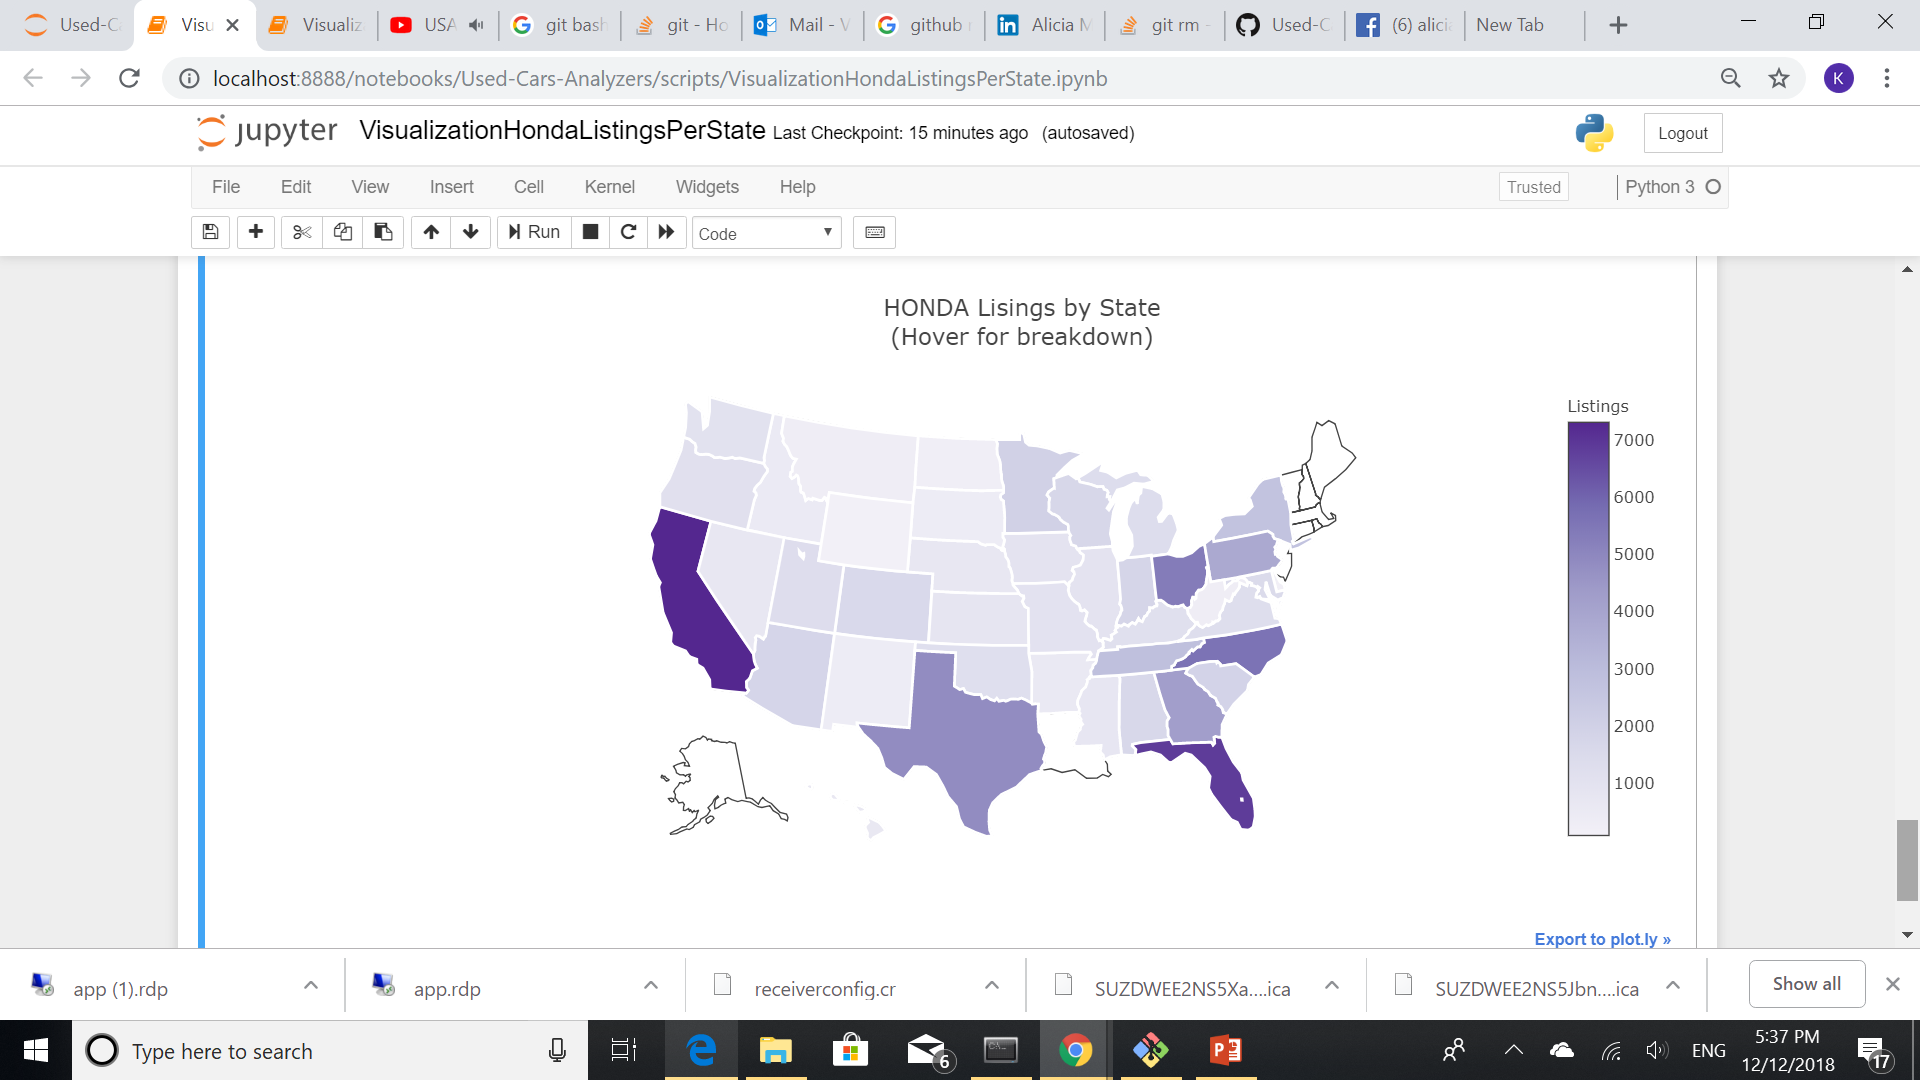 Used-C
Visu
Visualiz
USA
git bash
git - Ho
Mail - V
github r
Alicia M
git rm -
Used-C
(6) alici
New Tab
localhost:8888/notebooks/Used-Cars-Analyzers/scripts/VisualizationHondaListingsPerState.ipynb
K
jupyter VisualizationHondaListingsPerState Last Checkpoint: 15 minutes ago (autosaved)
Logout
File Edit View Insert Cell Kernel Widgets Help
Trusted
Python 3
Run
Code
HONDA Lisings by State
(Hover for breakdown)
Listings
7000
6000
5000
4000
3000
2000
1000
Export to plot.ly »
app (1).rdp
app.rdp
receiverconfig.cr
SUZDWEE2NS5Xa....ica
SUZDWEE2NS5Jbn....ica
Show all
Type here to search
6
ENG
5:37 PM
12/12/2018
17